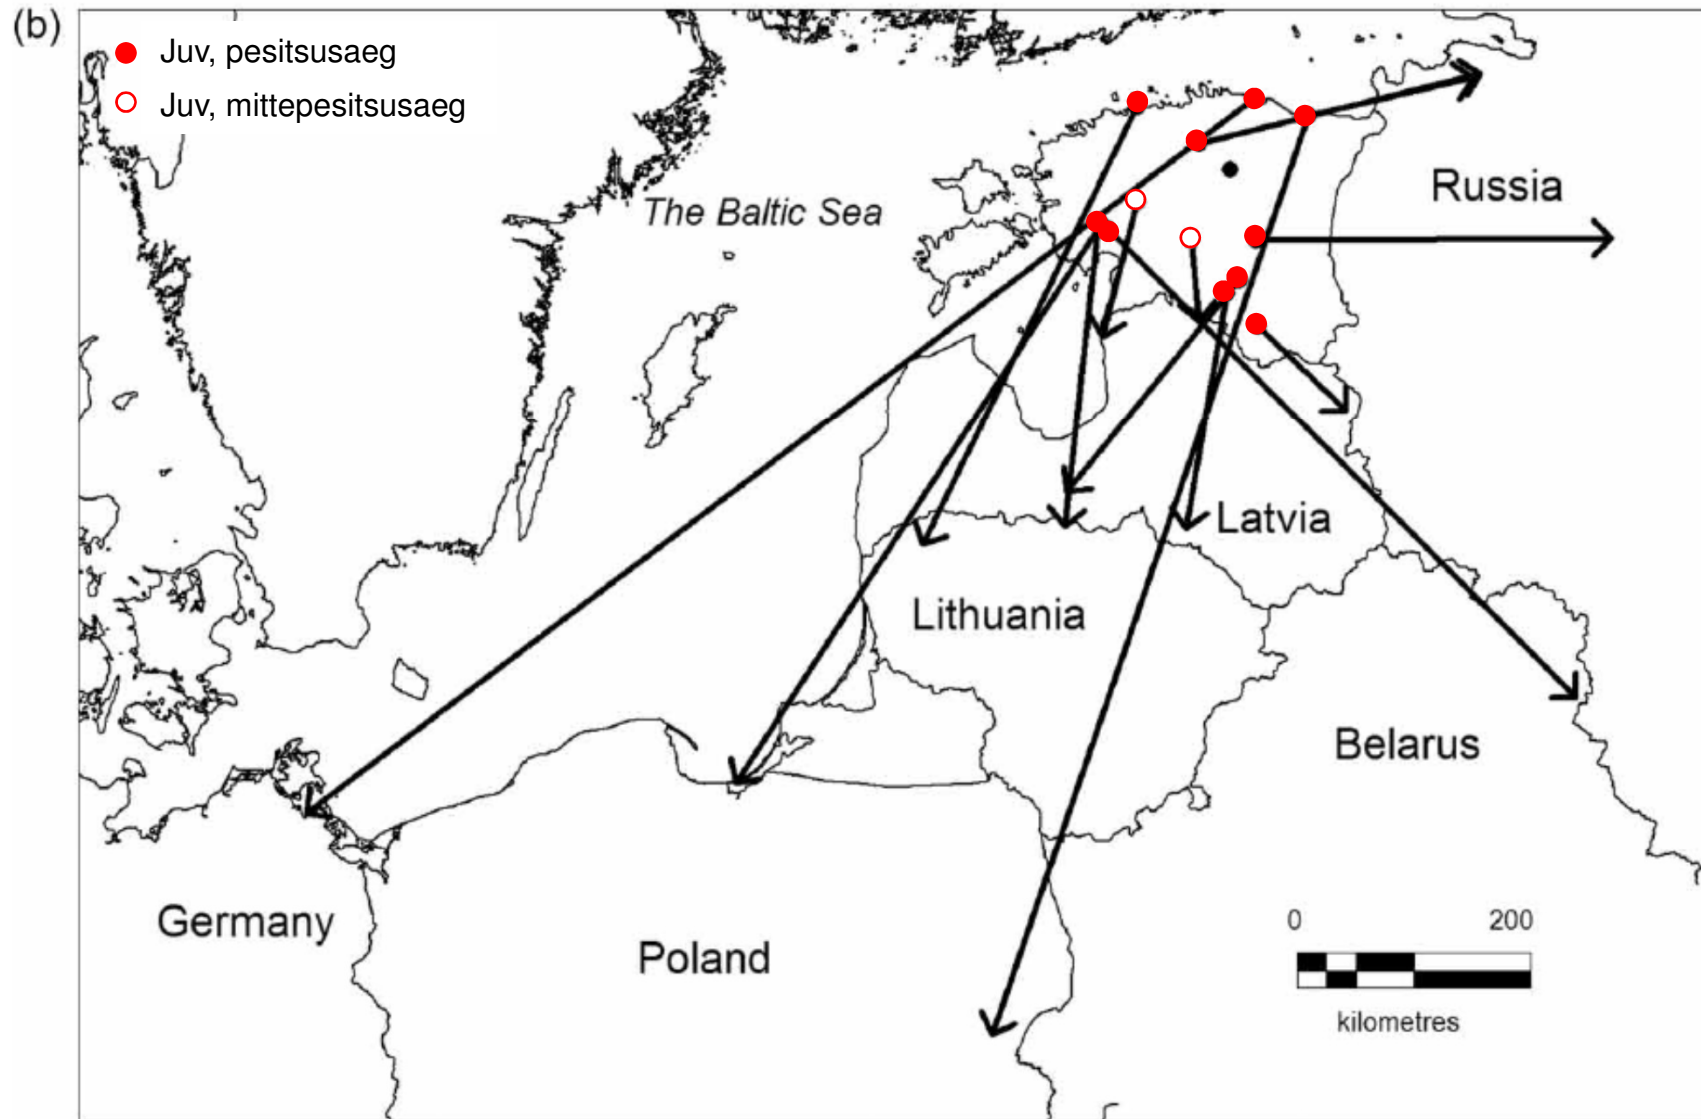 (b)
Juv, pesitsusaeg
Juv, mittepesitsusaeg
Russia
The Baltic Sea
Latvia
Lithuania
Belarus
Germany
Poland
0 200
kilometres